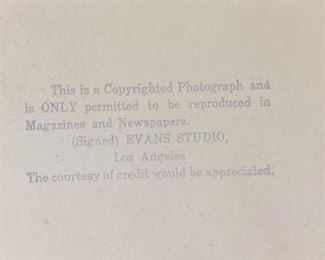 This is a Copyrighted Photograph and
is ONLY permitted to be reproduced in
Magazines and Newspapers.
(Signed) EVANS STUDIO,
Los Angeles
The courtesy of credit would be appreciated.